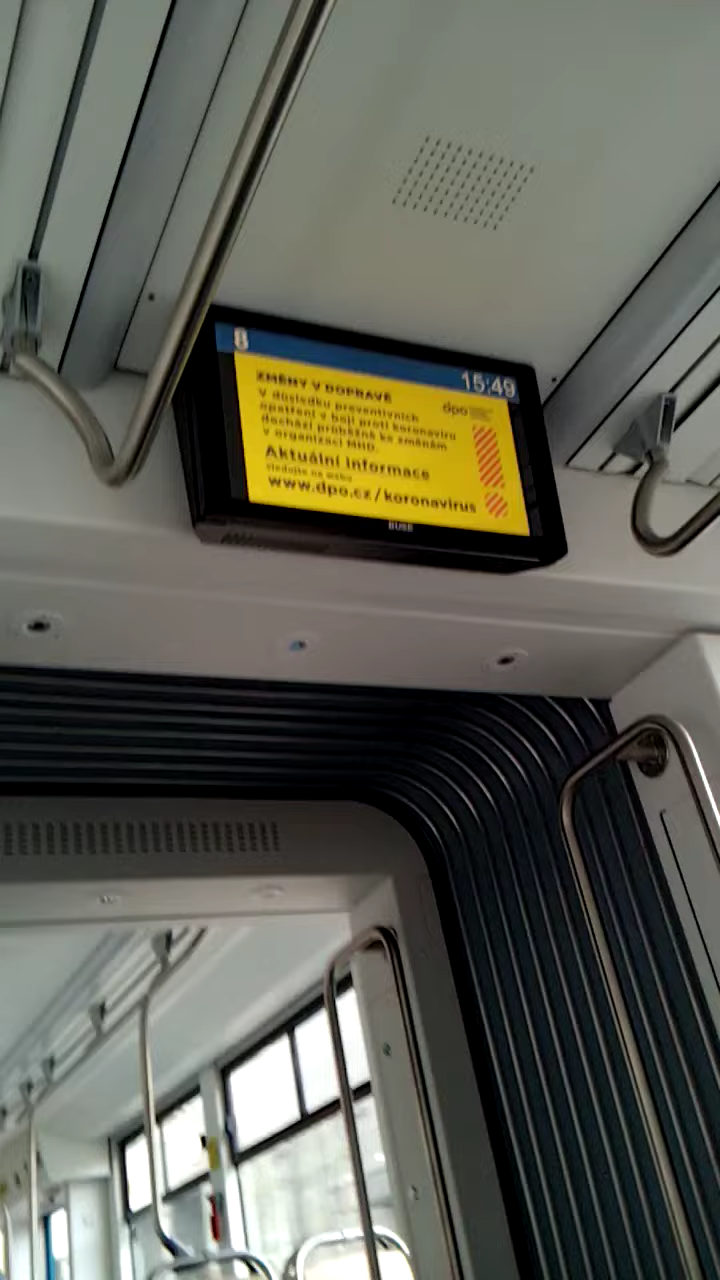 8
15:49
ZMĚNY V DOPRAVĚ
dpo
V důsledku preventivních
opatření v boji proti koronaviru
dochází průběžně ke změnám
v organizaci MHD.
Aktuální informace
sledujte na webu
www.dpo.cz/koronavirus
BUSE